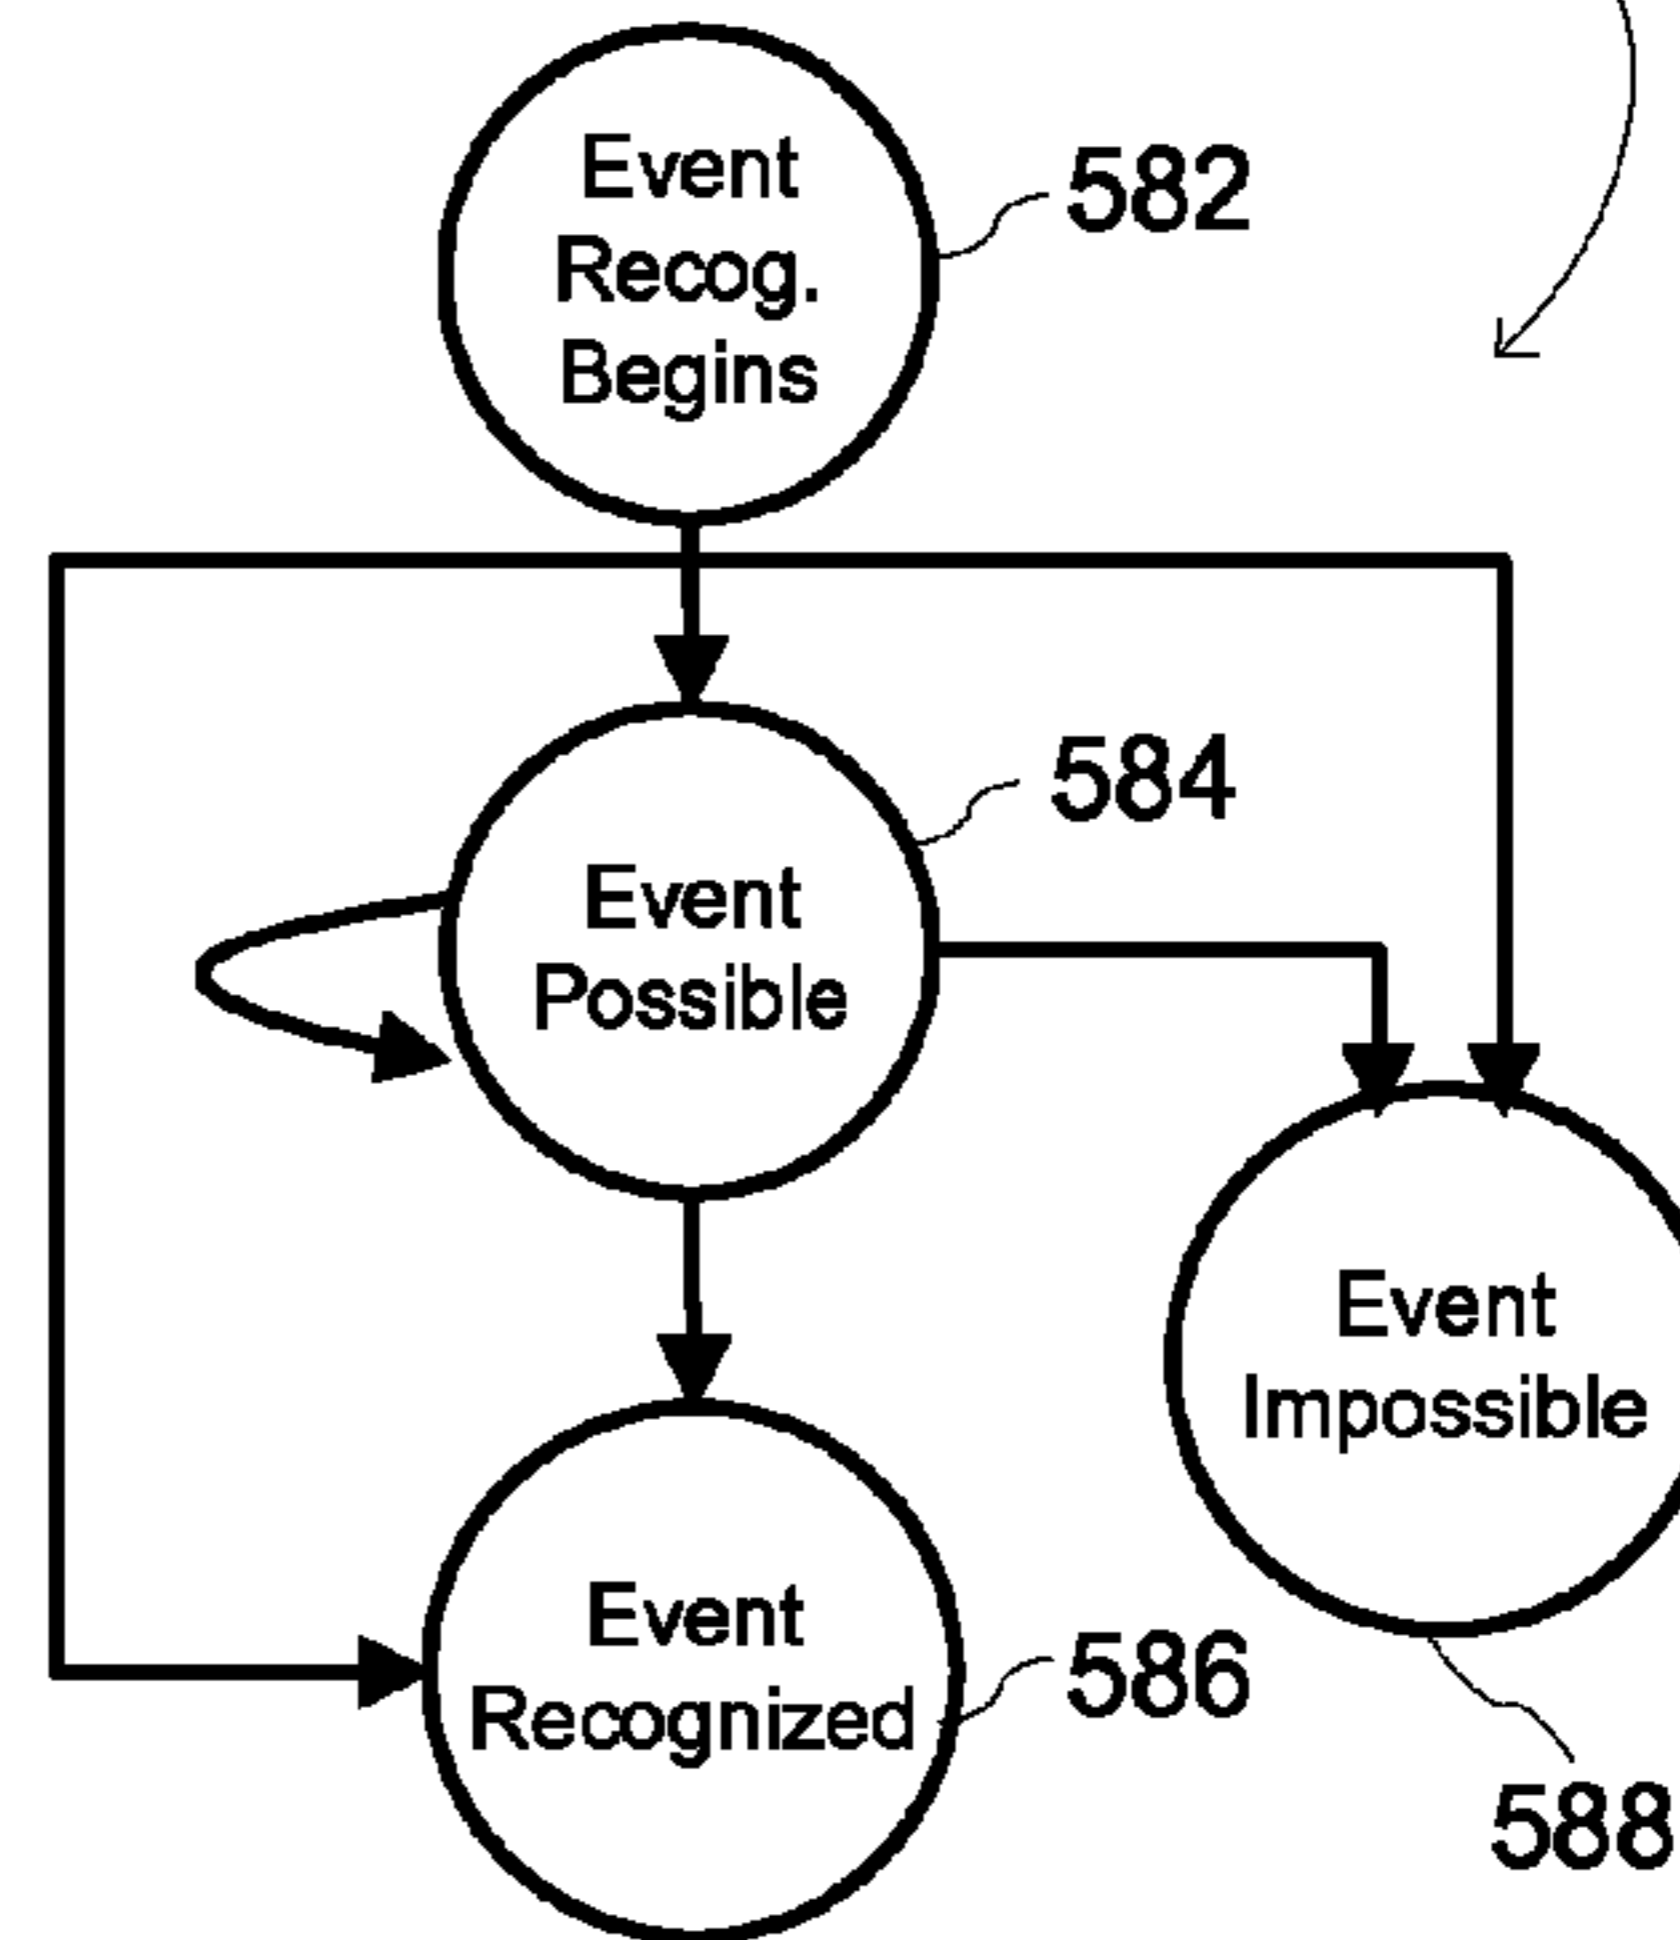 Event
Recog.
Begins
582
584
Event
Possible
Event
Impossible
Event
Recognized
586
588